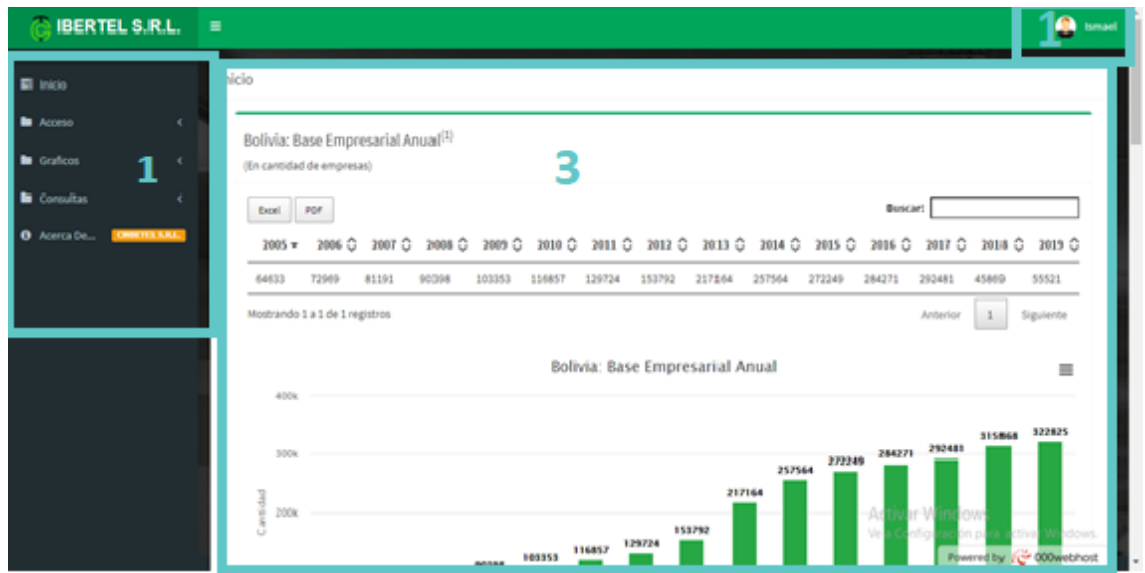 IBERTEL S.R.L.
1
Ismael
Inicio
Acceso
Graficos
1
Consultas
Acerca De...
nicio
Bolivia: Base Empresarial Anual(1)
(En cantidad de empresas)
3
Excel PDF
Buscar:
2005 2006 2007 2008 2009 2010 2011 2012 2013 2014 2015 2016 2017 2018 2019
64633 72969 81191 90398 103353 116857 129724 153792 217164 257564 272249 284271 292481 45869 55521
Mostrando 1 a 1 de 1 registros
Anterior 1 Siguiente
Bolivia: Base Empresarial Anual
400k
300k
200k
Cantidad
103353
116857
129724
153792
217164
257564
272249
284271
292481
315868
322825
Activar Windows
Ve a Configuración para activar Windows.
Powered by 000webhost